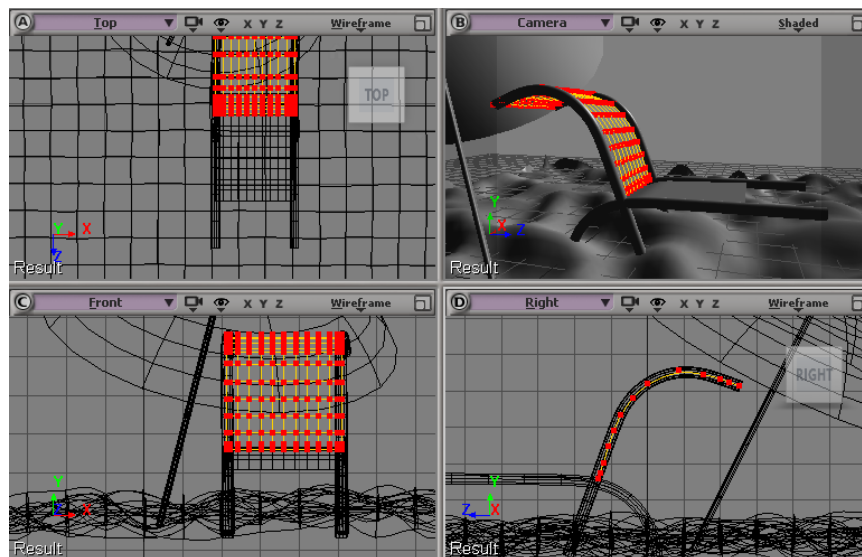 A Top X Y Z Wireframe
TOP
Y X
Z
Result
B Camera X Y Z Shaded
Y
X Z
Result
C Front X Y Z Wireframe
Y
Z X
Result
D Right X Y Z Wireframe
RIGHT
Y
Z X
Result